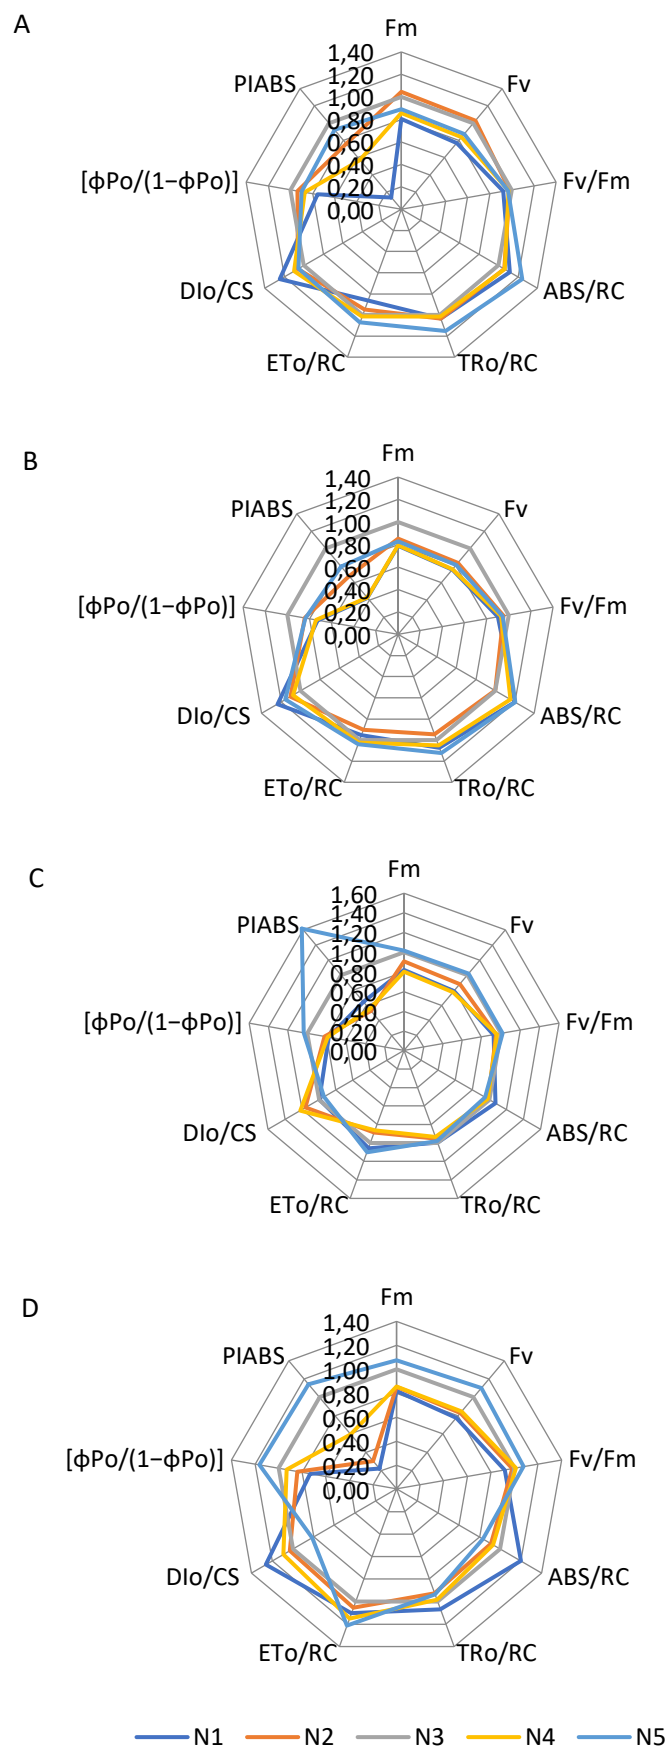 A
Fm
1,40
1,20
1,00
0,80
0,60
0,40
0,20
0,00
Fv
Fv/Fm
ABS/RC
TRo/RC
ETo/RC
DIo/CS
[ϕPo/(1−ϕPo)]
PIABS
B
Fm
1,40
1,20
1,00
0,80
0,60
0,40
0,20
0,00
Fv
Fv/Fm
ABS/RC
TRo/RC
ETo/RC
DIo/CS
[ϕPo/(1−ϕPo)]
PIABS
C
Fm
1,60
1,40
1,20
1,00
0,80
0,60
0,40
0,20
0,00
Fv
Fv/Fm
ABS/RC
TRo/RC
ETo/RC
DIo/CS
[ϕPo/(1−ϕPo)]
PIABS
D
Fm
1,40
1,20
1,00
0,80
0,60
0,40
0,20
0,00
Fv
Fv/Fm
ABS/RC
TRo/RC
ETo/RC
DIo/CS
[ϕPo/(1−ϕPo)]
PIABS
N1 N2 N3 N4 N5